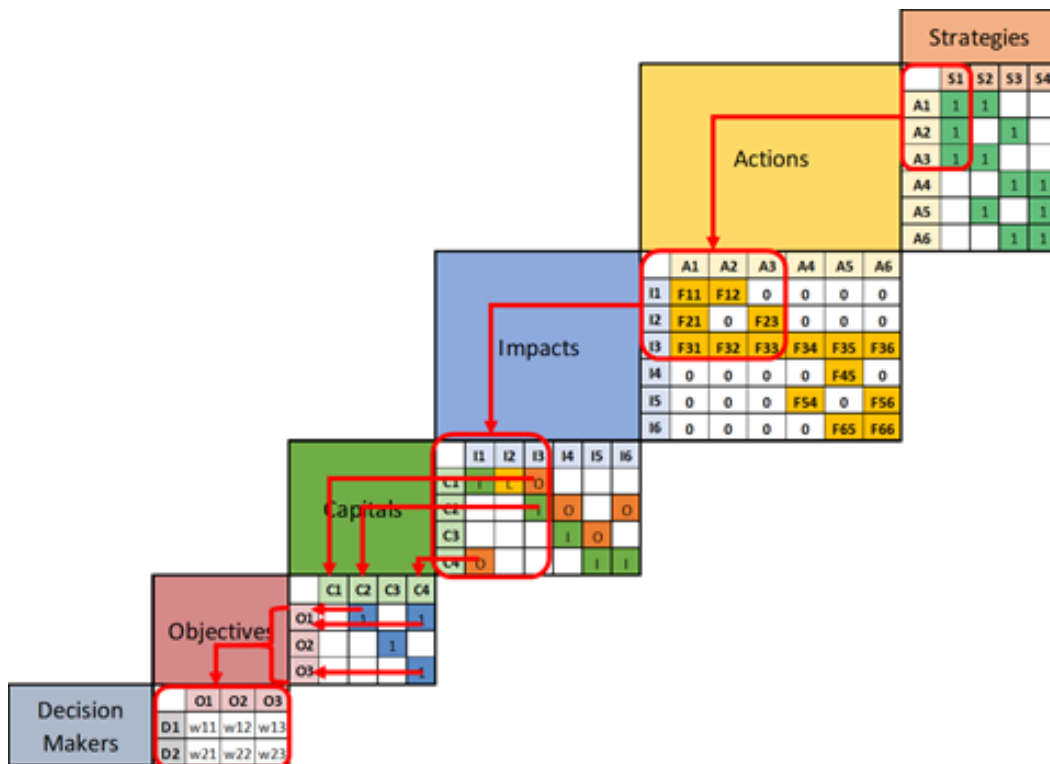 Strategies
S1 S2 S3 S4
A1 1 1
Actions
A2 1 1
A3 1 1
A4 1 1
A5 1 1
A6 1 1
Impacts
A1 A2 A3 A4 A5 A6
I1 F11 F12 0 0 0 0
I2 F21 0 F23 0 0 0
I3 F31 F32 F33 F34 F35 F36
I4 0 0 0 0 F45 0
I5 0 0 0 F54 0 F56
I6 0 0 0 0 F65 F66
Capitals
I1 I2 I3 I4 I5 I6
C1 I L O
C2 I O O
C3 I O
C4 O I I
Objectives
C1 C2 C3 C4
O1 1 1
O2 1
O3 1
Decision
Makers
O1 O2 O3
D1 w11 w12 w13
D2 w21 w22 w23